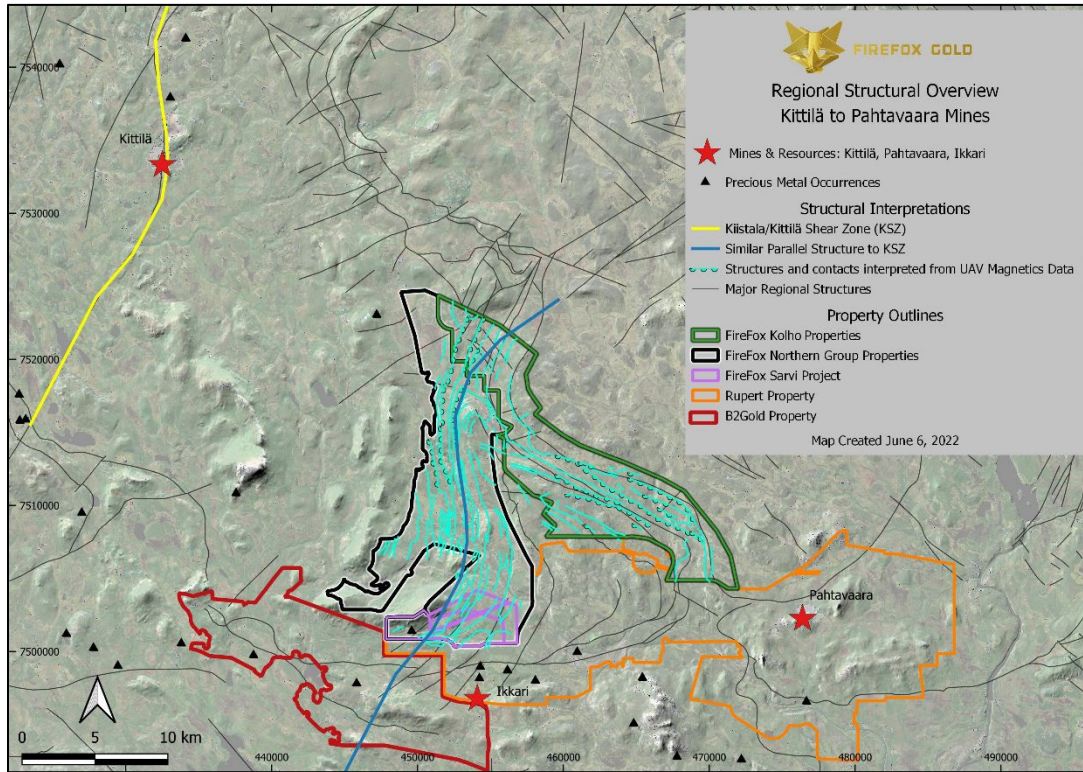 FIREFOX GOLD
Regional Structural Overview
Kittilä to Pahtavaara Mines
Mines & Resources: Kittilä, Pahtavaara, Ikkari
Precious Metal Occurrences
Structural Interpretations
Kiistala/Kittilä Shear Zone (KSZ)
Similar Parallel Structure to KSZ
Structures and contacts interpreted from UAV Magnetics Data
Major Regional Structures
Property Outlines
FireFox Kolho Properties
FireFox Northern Group Properties
FireFox Sarvi Project
Rupert Property
B2Gold Property
Map Created June 6, 2022
7540000
Kittilä
7530000
7520000
7510000
Pahtavaara
7500000
Ikkari
0 5 10 km
440000 450000 460000 470000 480000 490000